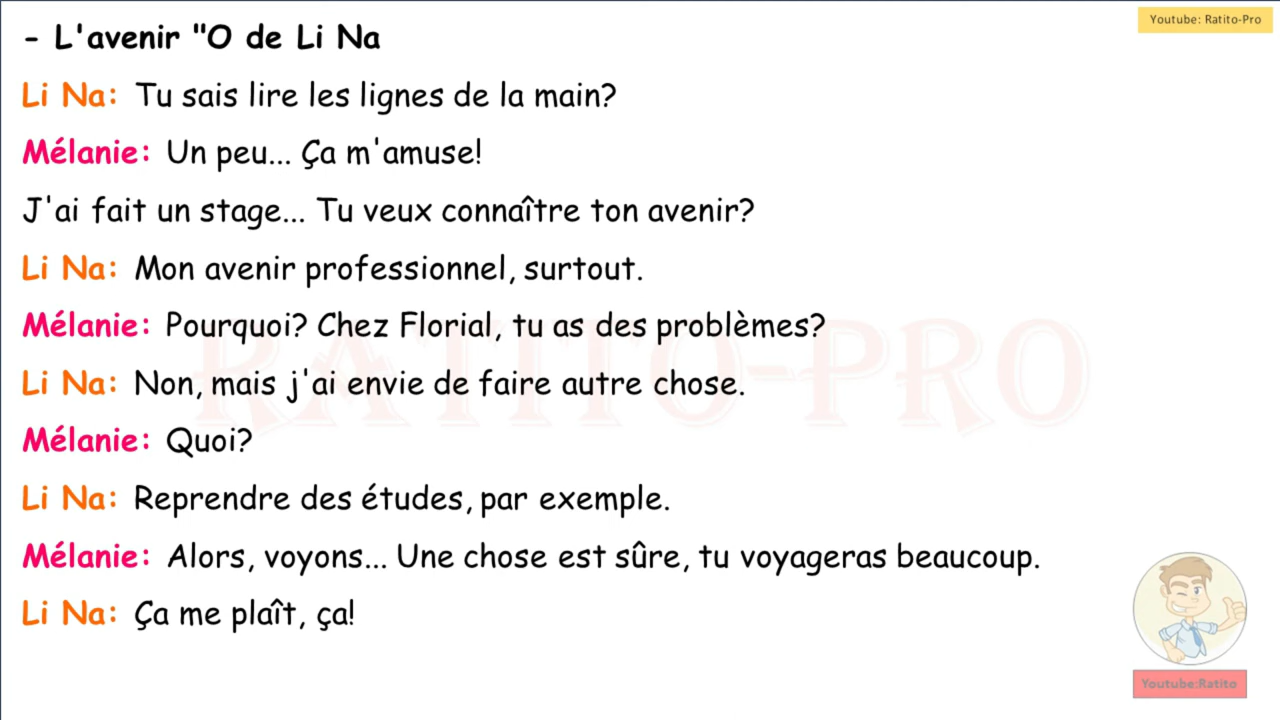 Youtube: Ratito-Pro
- L'avenir "O de Li Na
Li Na: Tu sais lire les lignes de la main?
Mélanie: Un peu... Ça m'amuse!
J'ai fait un stage... Tu veux connaître ton avenir?
Li Na: Mon avenir professionnel, surtout.
Mélanie: Pourquoi? Chez Florial, tu as des problèmes?
Li Na: Non, mais j'ai envie de faire autre chose.
RATITO-PRO
Mélanie: Quoi?
Li Na: Reprendre des études, par exemple.
Mélanie: Alors, voyons... Une chose est sûre, tu voyageras beaucoup.
Li Na: Ça me plaît, ça!
Youtube:Ratito